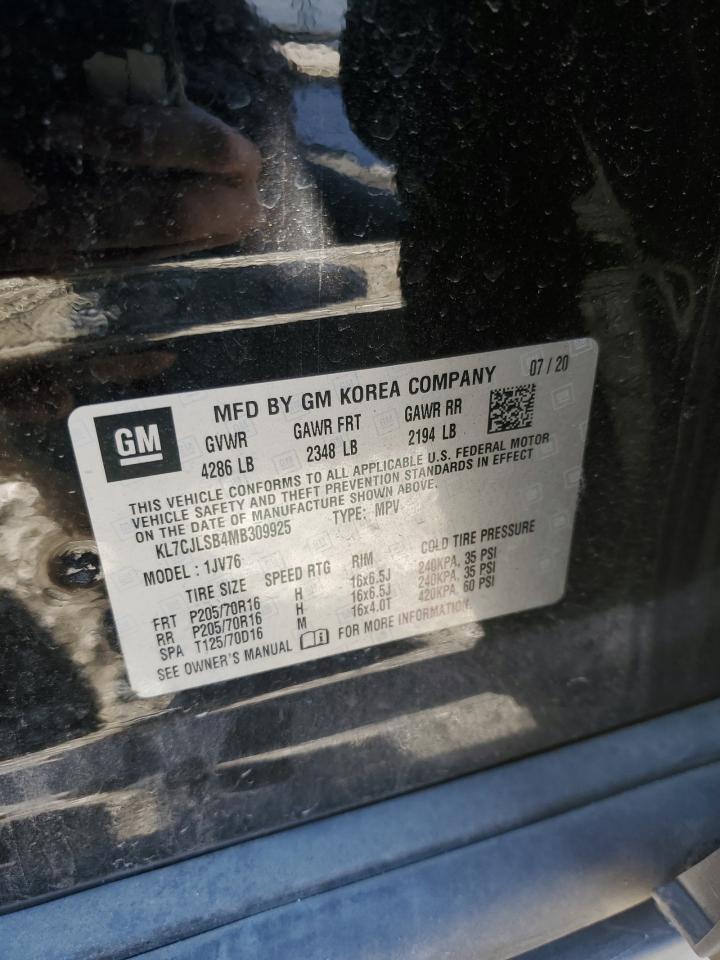 GM
MFD BY GM KOREA COMPANY 07 / 20
GVWR GAWR FRT GAWR RR
4286 LB 2348 LB 2194 LB
THIS VEHICLE CONFORMS TO ALL APPLICABLE U.S. FEDERAL MOTOR
VEHICLE SAFETY AND THEFT PREVENTION STANDARDS IN EFFECT
ON THE DATE OF MANUFACTURE SHOWN ABOVE.
KL7CJLSB4MB309925 TYPE: MPV
MODEL : 1JV76
TIRE SIZE SPEED RTG RIM COLD TIRE PRESSURE
FRT P205/70R16 H 16x6.5J 240KPA, 35 PSI
RR P205/70R16 H 16x6.5J 240KPA, 35 PSI
SPA T125/70D16 M 16x4.0T 420KPA, 60 PSI
SEE OWNER'S MANUAL FOR MORE INFORMATION.